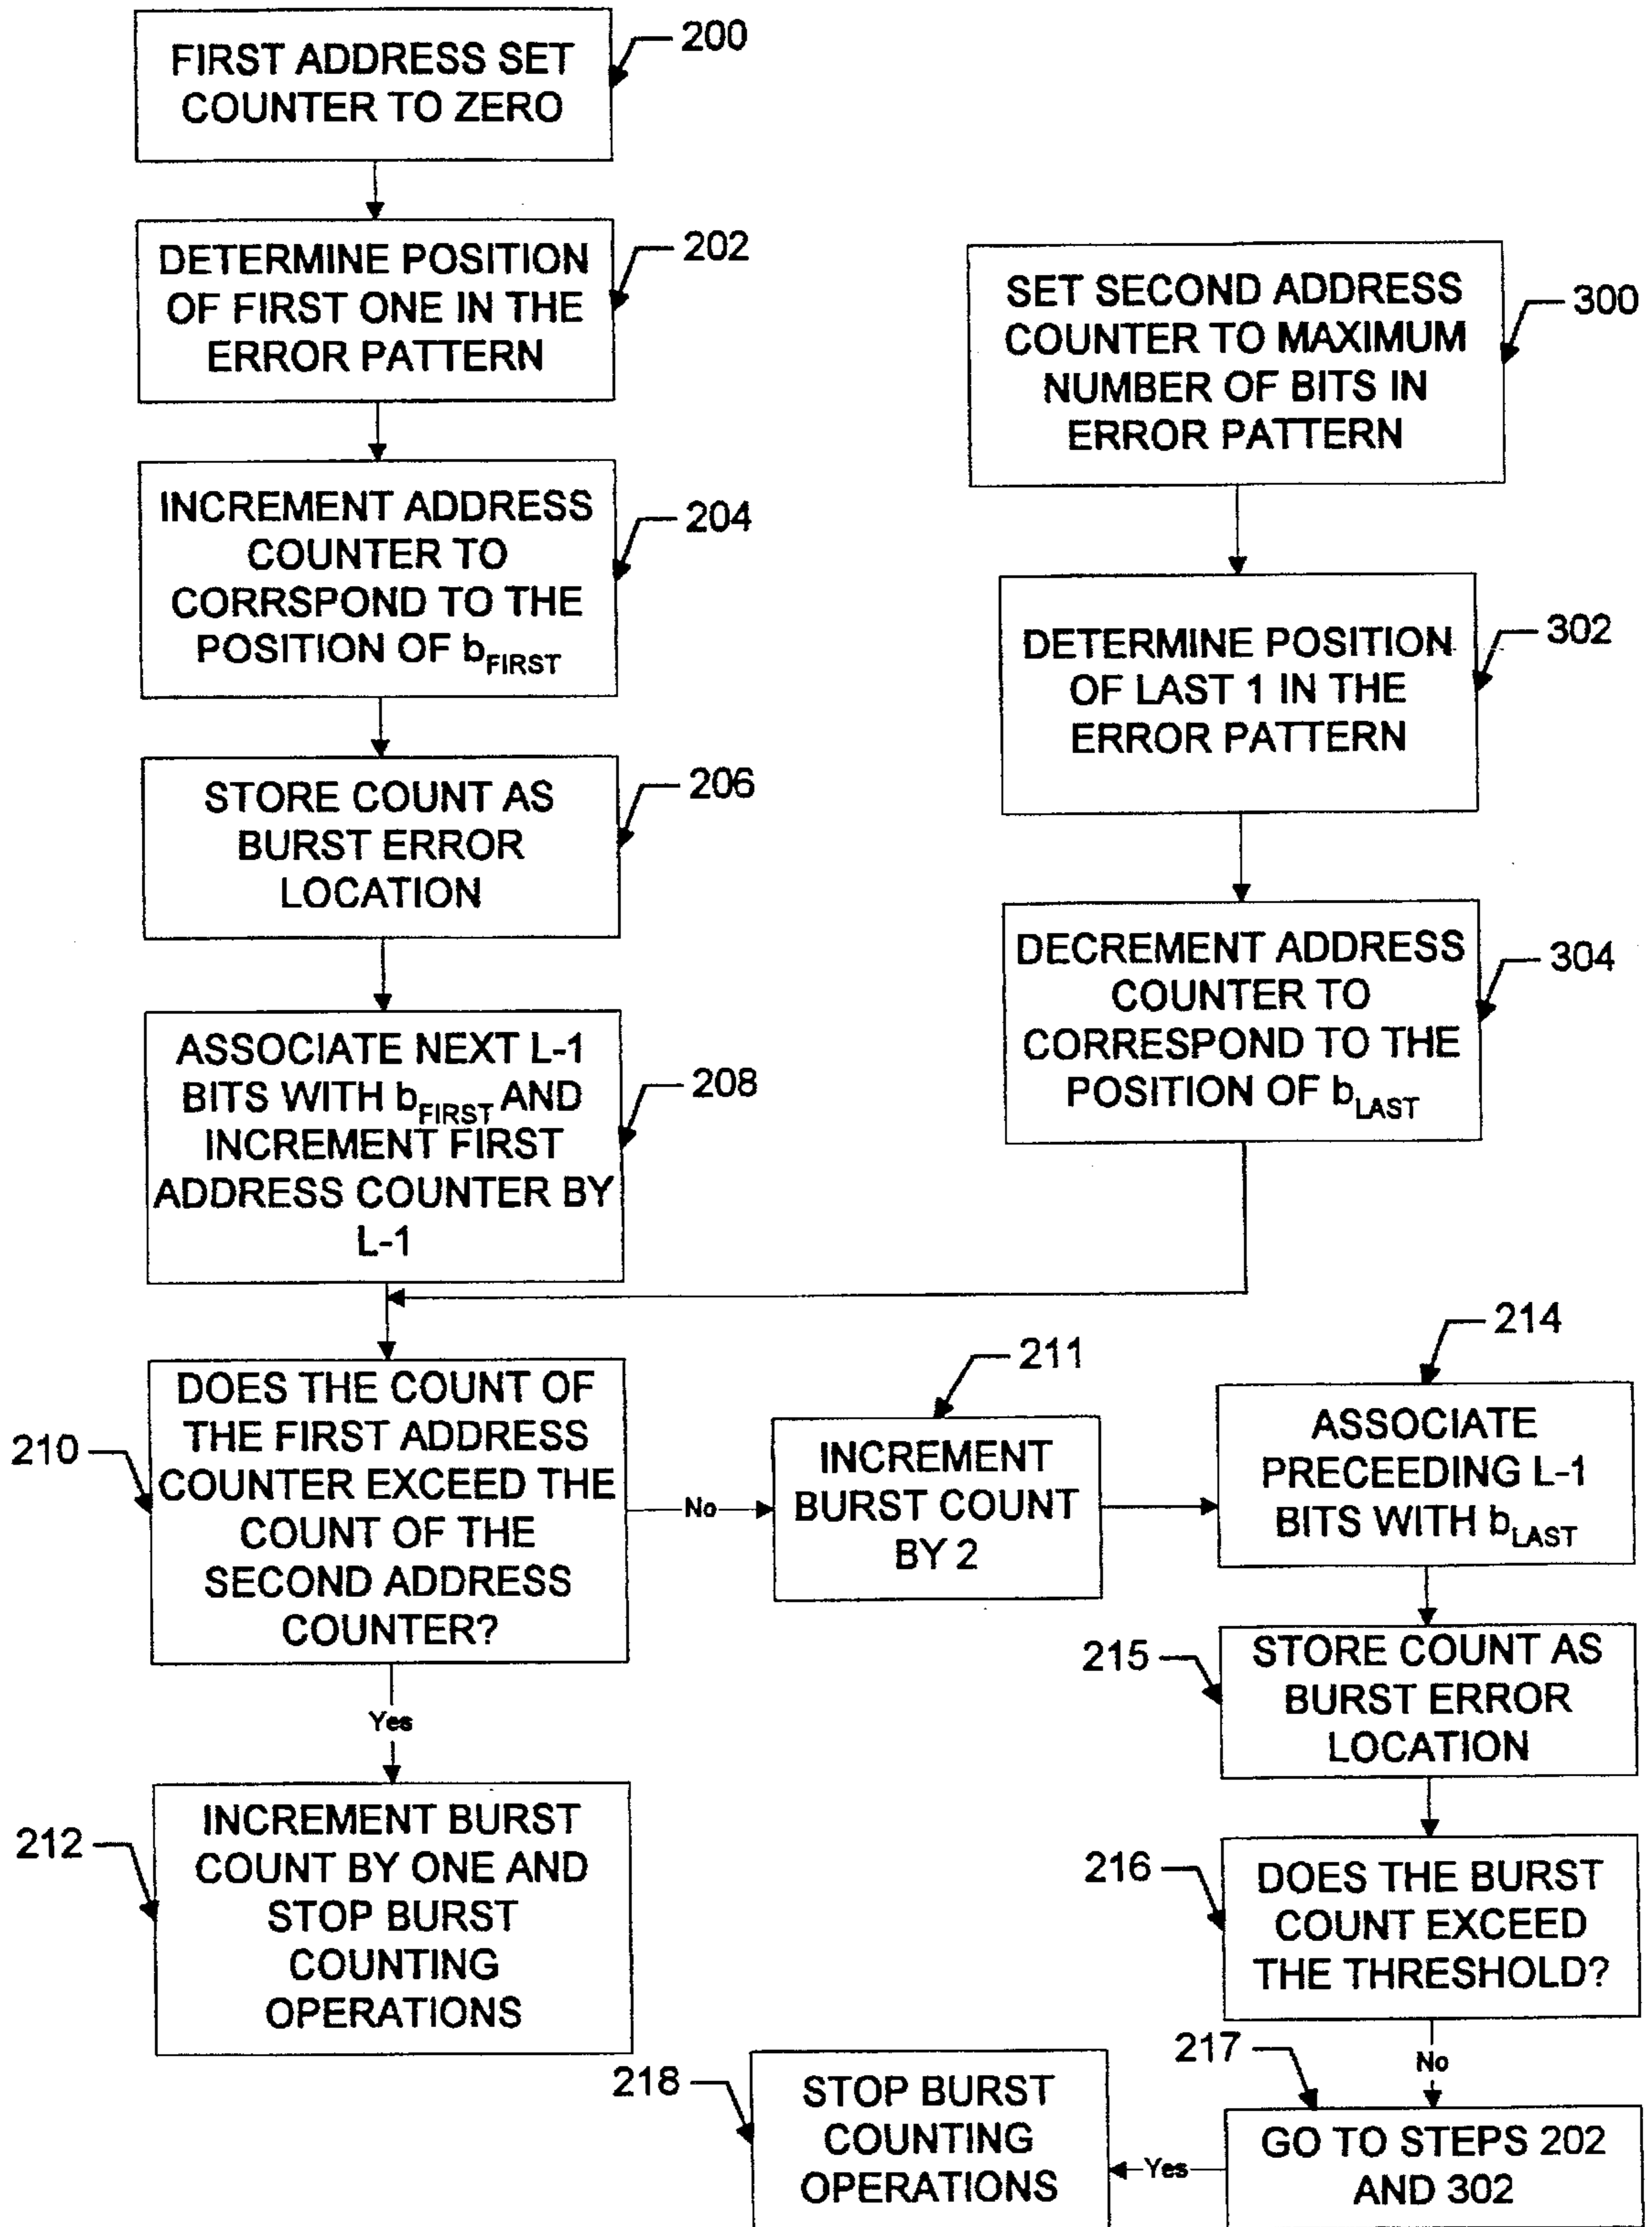 FIRST ADDRESS SET
COUNTER TO ZERO
200
DETERMINE POSITION
OF FIRST ONE IN THE
ERROR PATTERN
202
INCREMENT ADDRESS
COUNTER TO
CORRSPOND TO THE
POSITION OF bFIRST
204
STORE COUNT AS
BURST ERROR
LOCATION
206
ASSOCIATE NEXT L-1
BITS WITH bFIRST AND
INCREMENT FIRST
ADDRESS COUNTER BY
L-1
208
SET SECOND ADDRESS
COUNTER TO MAXIMUM
NUMBER OF BITS IN
ERROR PATTERN
300
DETERMINE POSITION
OF LAST 1 IN THE
ERROR PATTERN
302
DECREMENT ADDRESS
COUNTER TO
CORRESPOND TO THE
POSITION OF bLAST
304
210
DOES THE COUNT OF
THE FIRST ADDRESS
COUNTER EXCEED THE
COUNT OF THE
SECOND ADDRESS
COUNTER?
No
211
INCREMENT
BURST COUNT
BY 2
214
ASSOCIATE
PRECEEDING L-1
BITS WITH bLAST
215
STORE COUNT AS
BURST ERROR
LOCATION
Yes
212
INCREMENT BURST
COUNT BY ONE AND
STOP BURST
COUNTING
OPERATIONS
216
DOES THE BURST
COUNT EXCEED
THE THRESHOLD?
No
217
GO TO STEPS 202
AND 302
Yes
218
STOP BURST
COUNTING
OPERATIONS